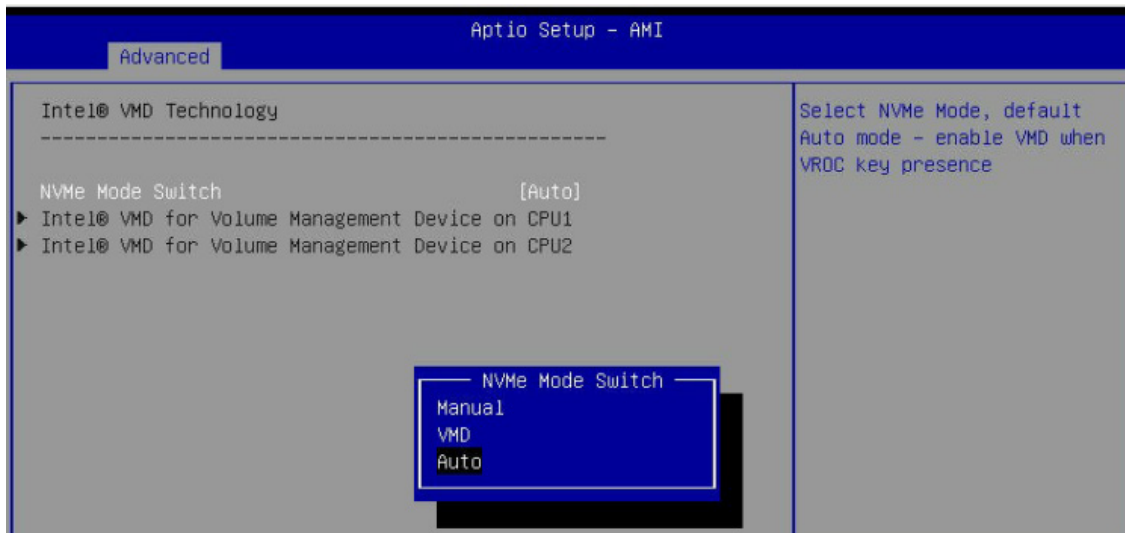 Aptio Setup – AMI
Advanced
Intel® VMD Technology
--------------------------------------------------
NVMe Mode Switch [Auto]
Intel® VMD for Volume Management Device on CPU1
Intel® VMD for Volume Management Device on CPU2
Select NVMe Mode, default
Auto mode – enable VMD when
VROC key presence
NVMe Mode Switch
Manual
VMD
Auto